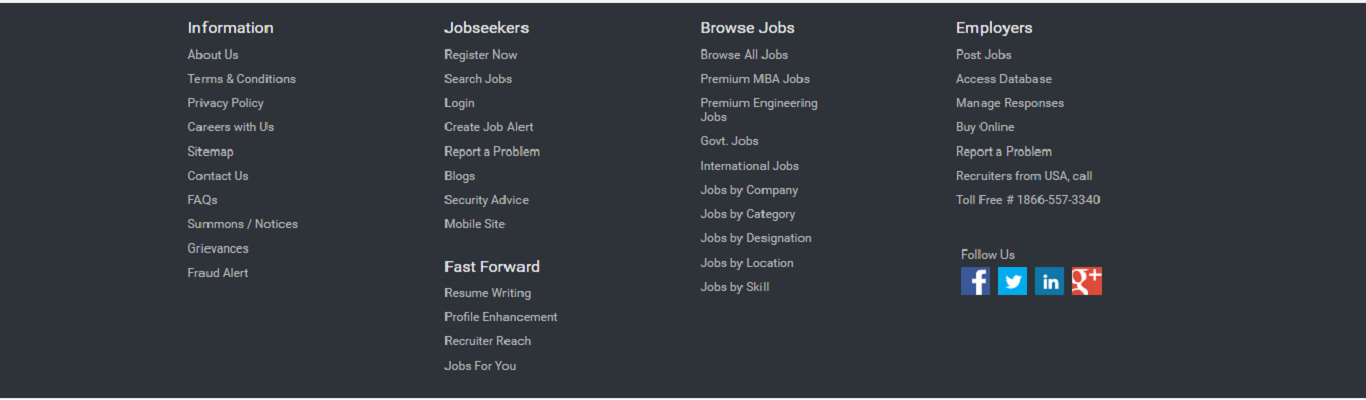 Information
About Us
Terms & Conditions
Privacy Policy
Careers with Us
Sitemap
Contact Us
FAQs
Summons / Notices
Grievances
Fraud Alert
Jobseekers
Register Now
Search Jobs
Login
Create Job Alert
Report a Problem
Blogs
Security Advice
Mobile Site
Fast Forward
Resume Writing
Profile Enhancement
Recruiter Reach
Jobs For You
Browse Jobs
Browse All Jobs
Premium MBA Jobs
Premium Engineering
Jobs
Govt. Jobs
International Jobs
Jobs by Company
Jobs by Category
Jobs by Designation
Jobs by Location
Jobs by Skill
Employers
Post Jobs
Access Database
Manage Responses
Buy Online
Report a Problem
Recruiters from USA, call
Toll Free # 1866-557-3340
Follow Us
f in g+